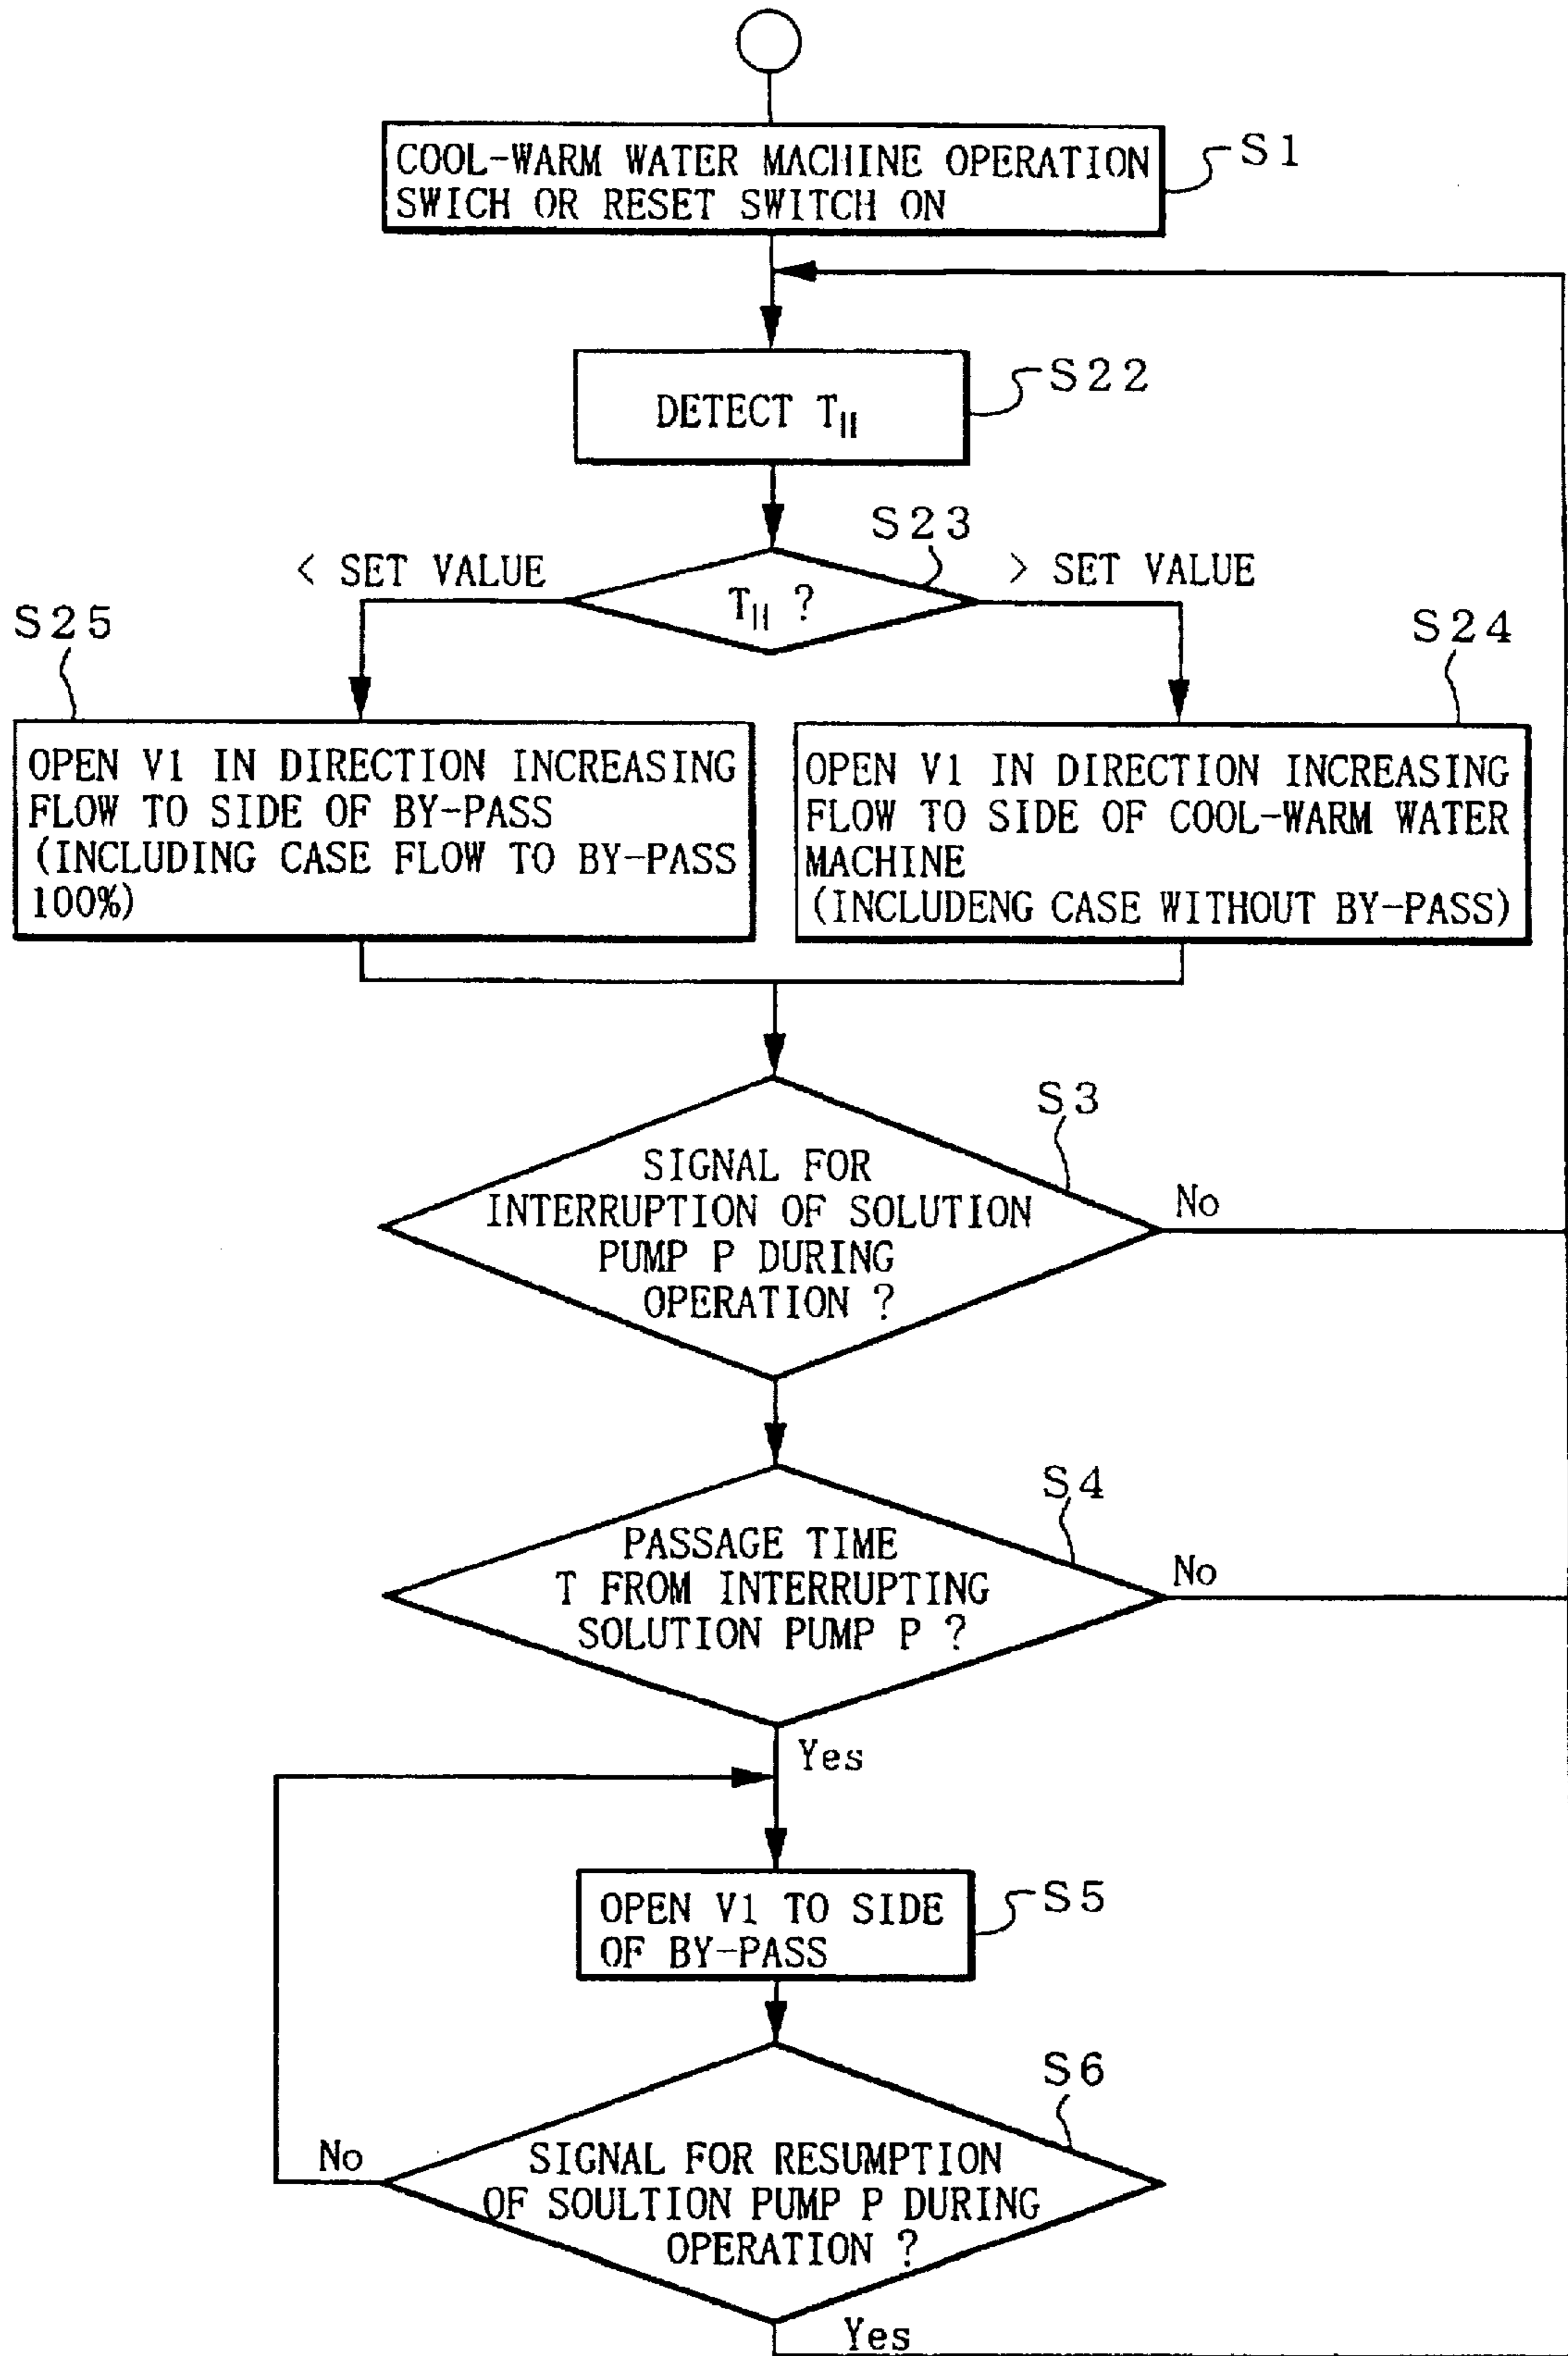 COOL-WARM WATER MACHINE OPERATION
SWICH OR RESET SWITCH ON
S1
DETECT T11
S22
S23
< SET VALUE
T11 ?
> SET VALUE
S25
S24
OPEN V1 IN DIRECTION INCREASING
FLOW TO SIDE OF BY-PASS
(INCLUDING CASE FLOW TO BY-PASS
100%)
OPEN V1 IN DIRECTION INCREASING
FLOW TO SIDE OF COOL-WARM WATER
MACHINE
(INCLUDENG CASE WITHOUT BY-PASS)
S3
SIGNAL FOR
INTERRUPTION OF SOLUTION
PUMP P DURING
OPERATION ?
No
S4
PASSAGE TIME
T FROM INTERRUPTING
SOLUTION PUMP P ?
No
Yes
OPEN V1 TO SIDE
OF BY-PASS
S5
S6
No
SIGNAL FOR RESUMPTION
OF SOULTION PUMP P DURING
OPERATION ?
Yes